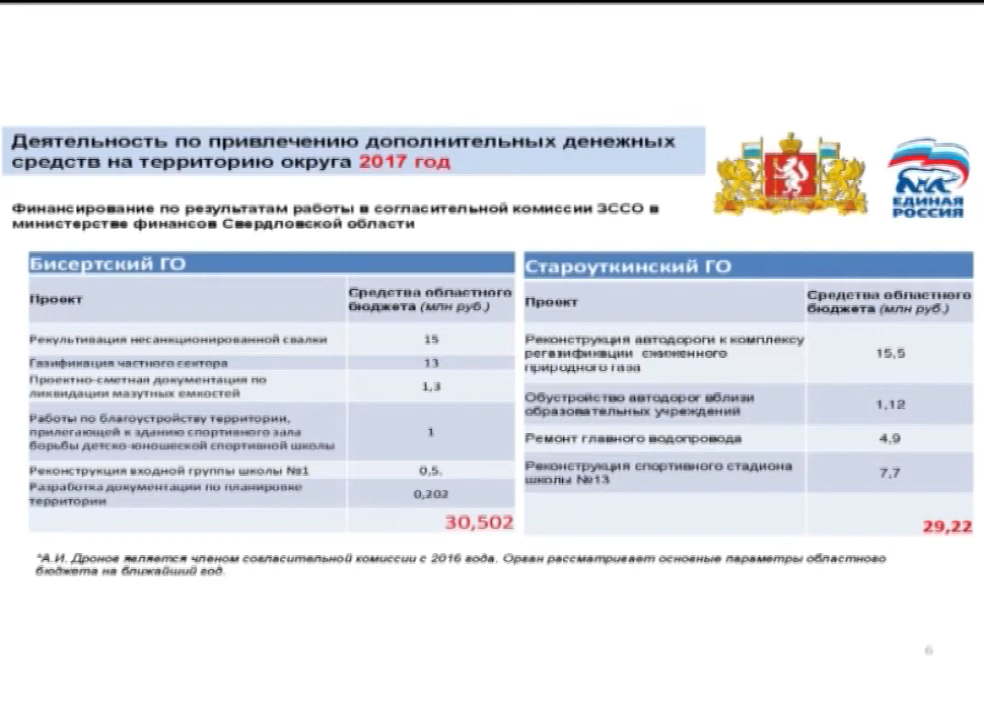 Деятельность по привлечению дополнительных денежных
средств на территорию округа 2017 год
ЕДИНАЯ
РОССИЯ
Финансирование по результатам работы в согласительной комиссии ЗССО в
министерстве финансов Свердловской области
Бисертский ГО
Проект
Средства областного
бюджета (млн руб.)
Рекультивация несанкционированной свалки
15
Газификация частного сектора
13
Проектно-сметная документация по
ликвидации мазутных емкостей
1,3
Работы по благоустройству территории,
прилегающей к зданию спортивного зала
борьбы детско-юношеской спортивной школы
1
Реконструкция входной группы школы №1
0,5.
Разработка документации по планировке
территории
0,202
30,502
Староуткинский ГО
Проект
Средства областного
бюджета (млн руб.)
Реконструкция автодороги к комплексу
регазификации сжиженного
природного газа
15,5
Обустройство автодорог вблизи
образовательных учреждений
1,12
Ремонт главного водопровода
4,9
Реконструкция спортивного стадиона
школы №13
7,7
29,22
*А.И. Дронов является членом согласительной комиссии с 2016 года. Орган рассматривает основные параметры областного
бюджета на ближайший год.
6